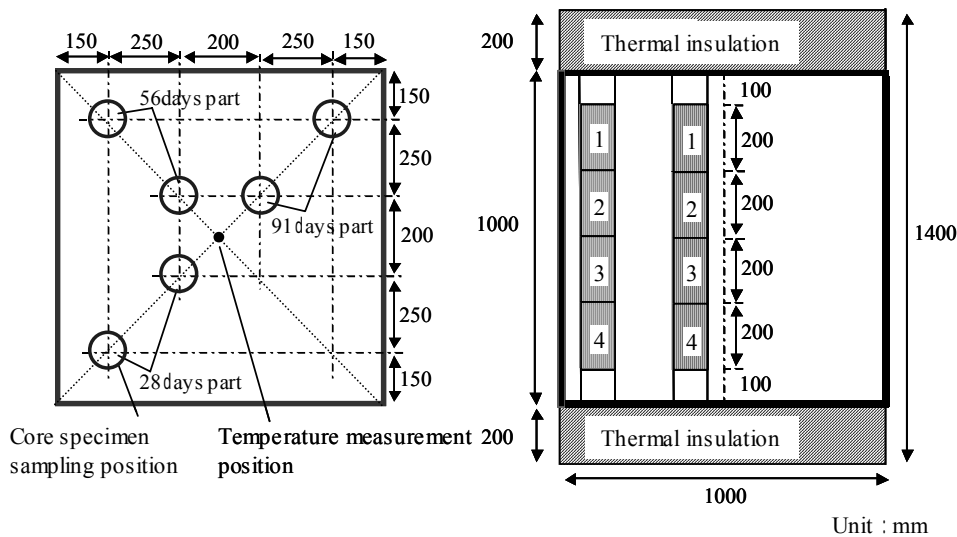 150 250 200 250 150
56days part
150
250
91days part
200
250
28days part
150
Core specimen
sampling position
Temperature measurement
position
200
Thermal insulation
100
1 1 200
2 2 200
1000
1400
3 3 200
4 4 200
100
200
Thermal insulation
1000
Unit : mm